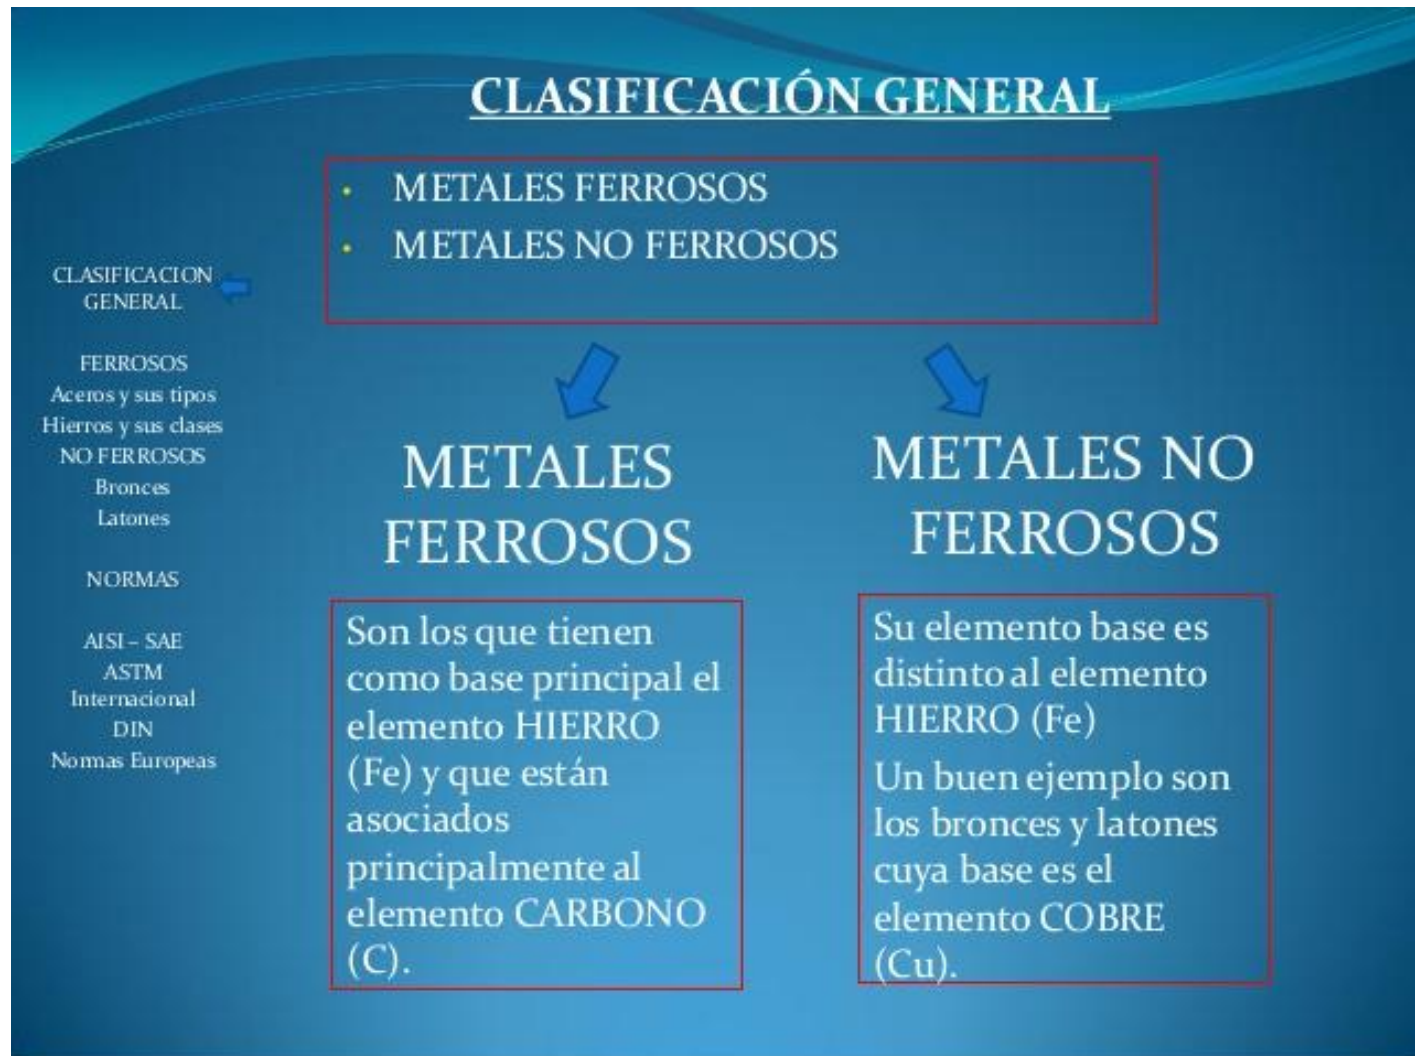 CLASIFICACIÓN GENERAL
• METALES FERROSOS
• METALES NO FERROSOS
CLASIFICACION
GENERAL
FERROSOS
Aceros y sus tipos
Hierros y sus clases
NO FERROSOS
Bronces
Latones
NORMAS
AISI – SAE
ASTM
Internacional
DIN
Normas Europeas
METALES
FERROSOS
Son los que tienen
como base principal el
elemento HIERRO
(Fe) y que están
asociados
principalmente al
elemento CARBONO
(C).
METALES NO
FERROSOS
Su elemento base es
distinto al elemento
HIERRO (Fe)
Un buen ejemplo son
los bronces y latones
cuya base es el
elemento COBRE
(Cu).